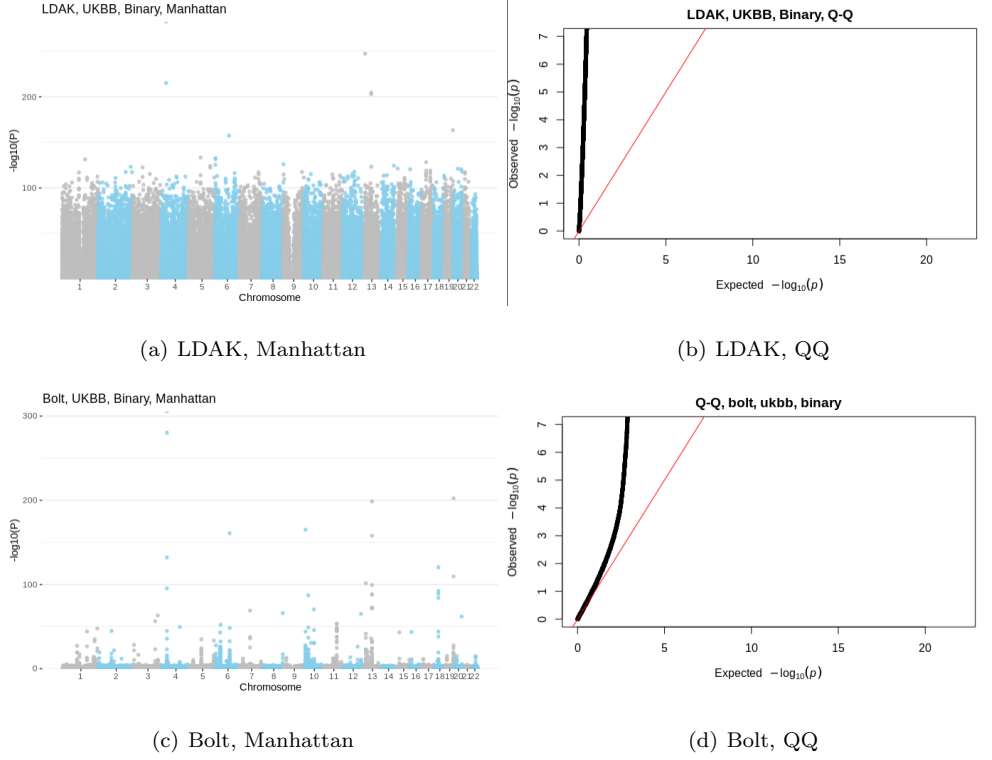 LDAK, UKBB, Binary, Manhattan
-log10(P)
200
100
1 2 3 4 5 6 7 8 9 10 11 12 13 14 15 16 17 18 19 20 21 22
Chromosome
(a) LDAK, Manhattan
LDAK, UKBB, Binary, Q-Q
Observed −log10(p)
7
6
5
4
3
2
1
0
0 5 10 15 20
Expected −log10(p)
(b) LDAK, QQ
Bolt, UKBB, Binary, Manhattan
-log10(P)
300
200
100
0
1 2 3 4 5 6 7 8 9 10 11 12 13 14 15 16 17 18 19 20 21 22
Chromosome
(c) Bolt, Manhattan
Q-Q, bolt, ukbb, binary
Observed −log10(p)
7
6
5
4
3
2
1
0
0 5 10 15 20
Expected −log10(p)
(d) Bolt, QQ